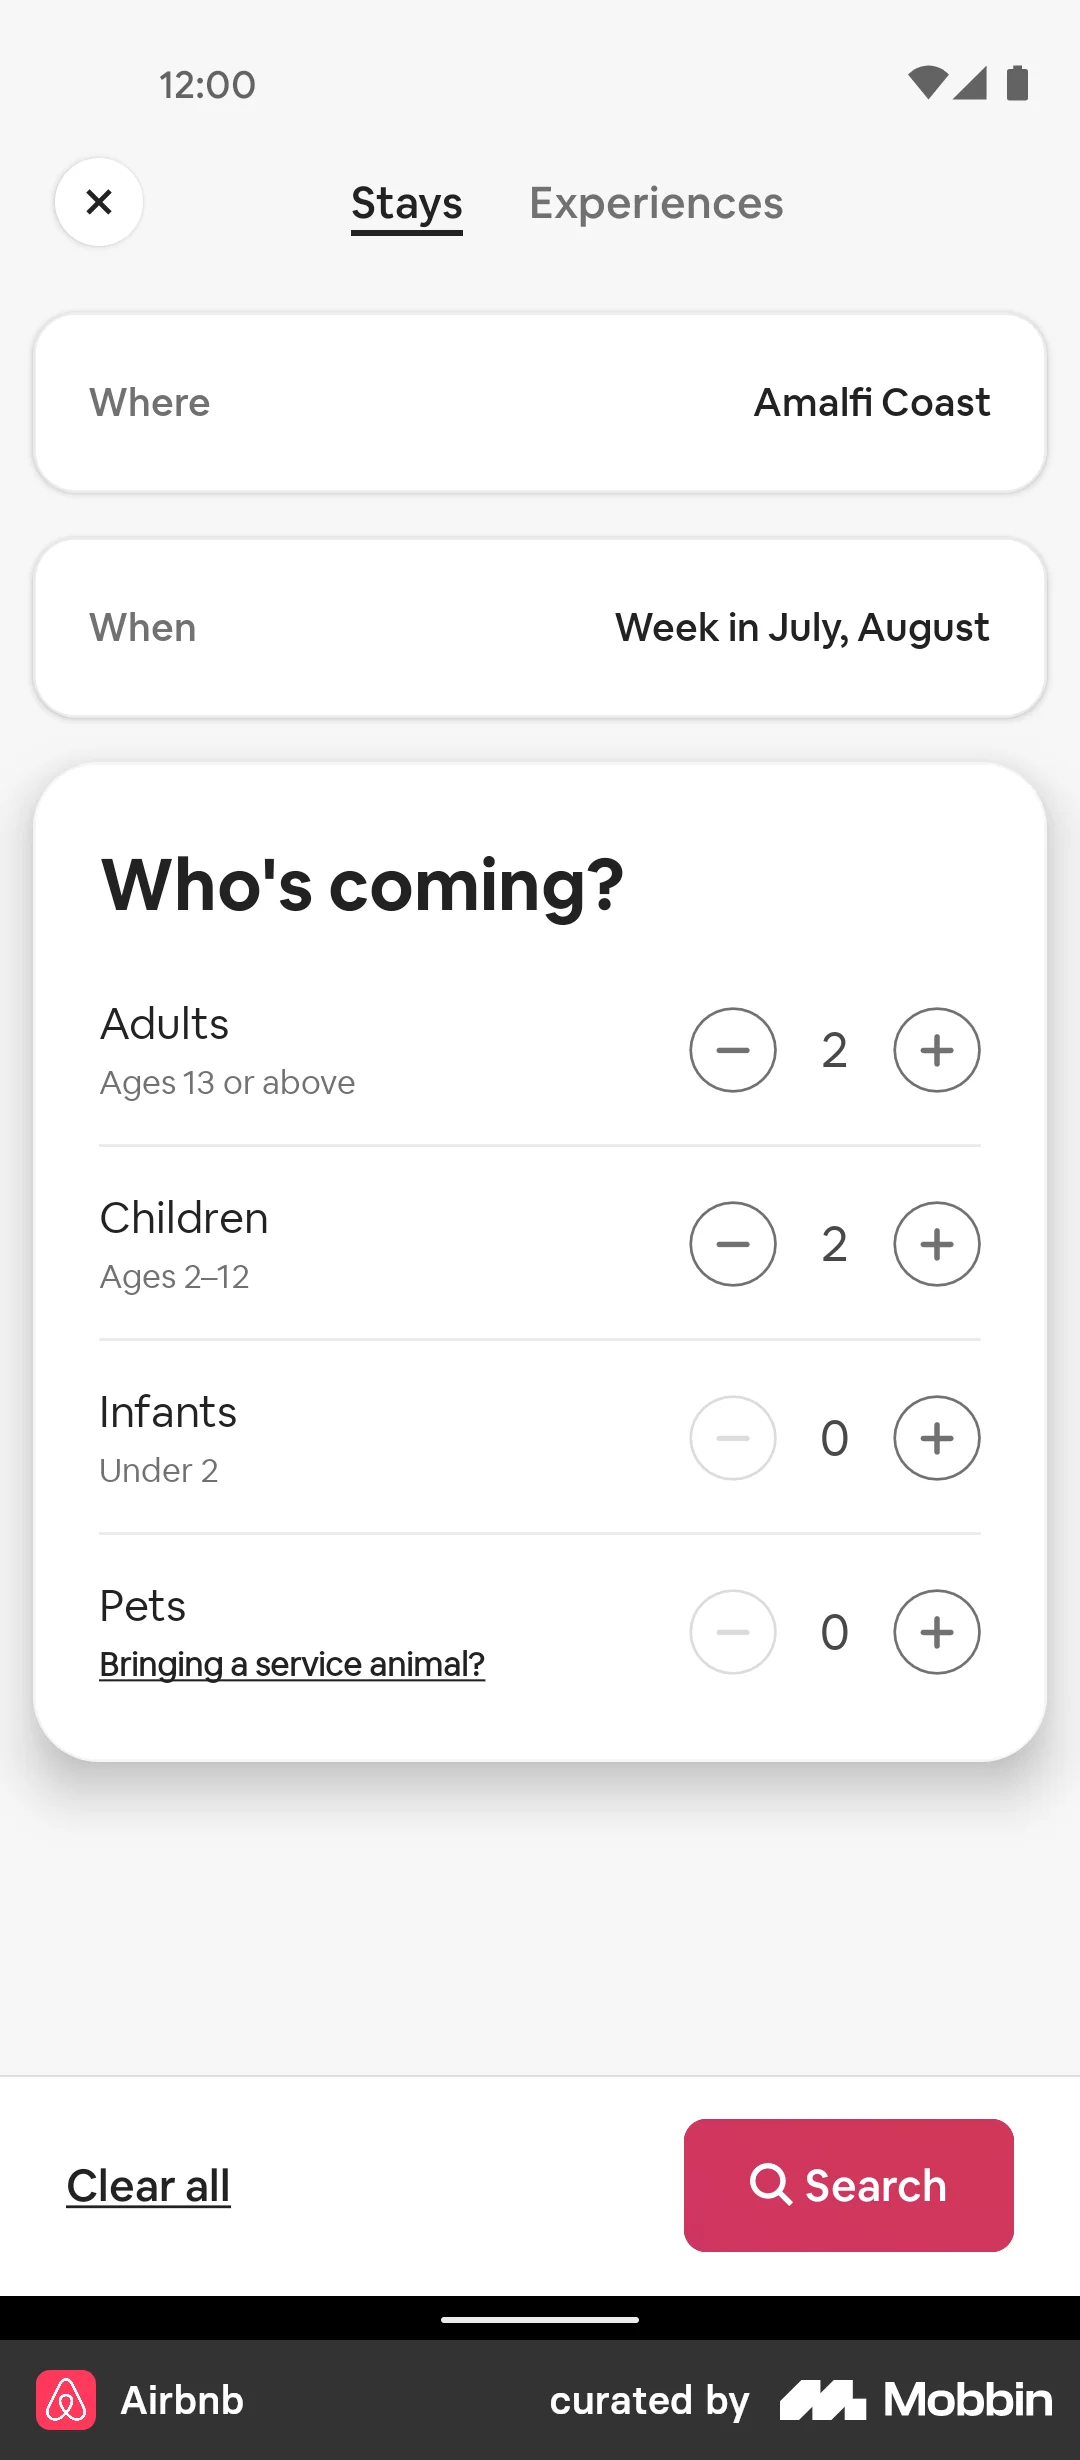 12:00
Stays Experiences
Where Amalfi Coast
When Week in July, August
Who's coming?
Adults
Ages 13 or above
2
Children
Ages 2–12
2
Infants
Under 2
0
Pets
Bringing a service animal?
0
Clear all Search
Airbnb curated by Mobbin